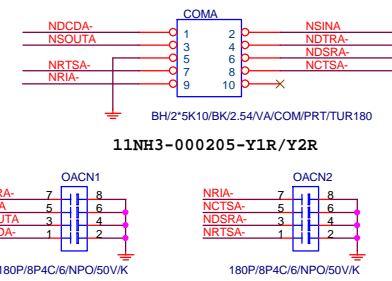 COMA
NDCDA- 1 2 NSINA
NSOUTA 3 4 NDTRA-
5 6 NDSRA-
NRTSA- 7 8 NCTSA-
NRIA- 9 10
BH/2*5K10/BK/2.54/VA/COM/PRT/TUR180
11NH3-000205-Y1R/Y2R
OACN1
RA- 7 8
A 5 6
UTA 3 4
DA- 1 2
180P/8P4C/6/NPO/50V/K
OACN2
NRIA- 7 8
NCTSA- 5 6
NDSRA- 3 4
NRTSA- 1 2
180P/8P4C/6/NPO/50V/K